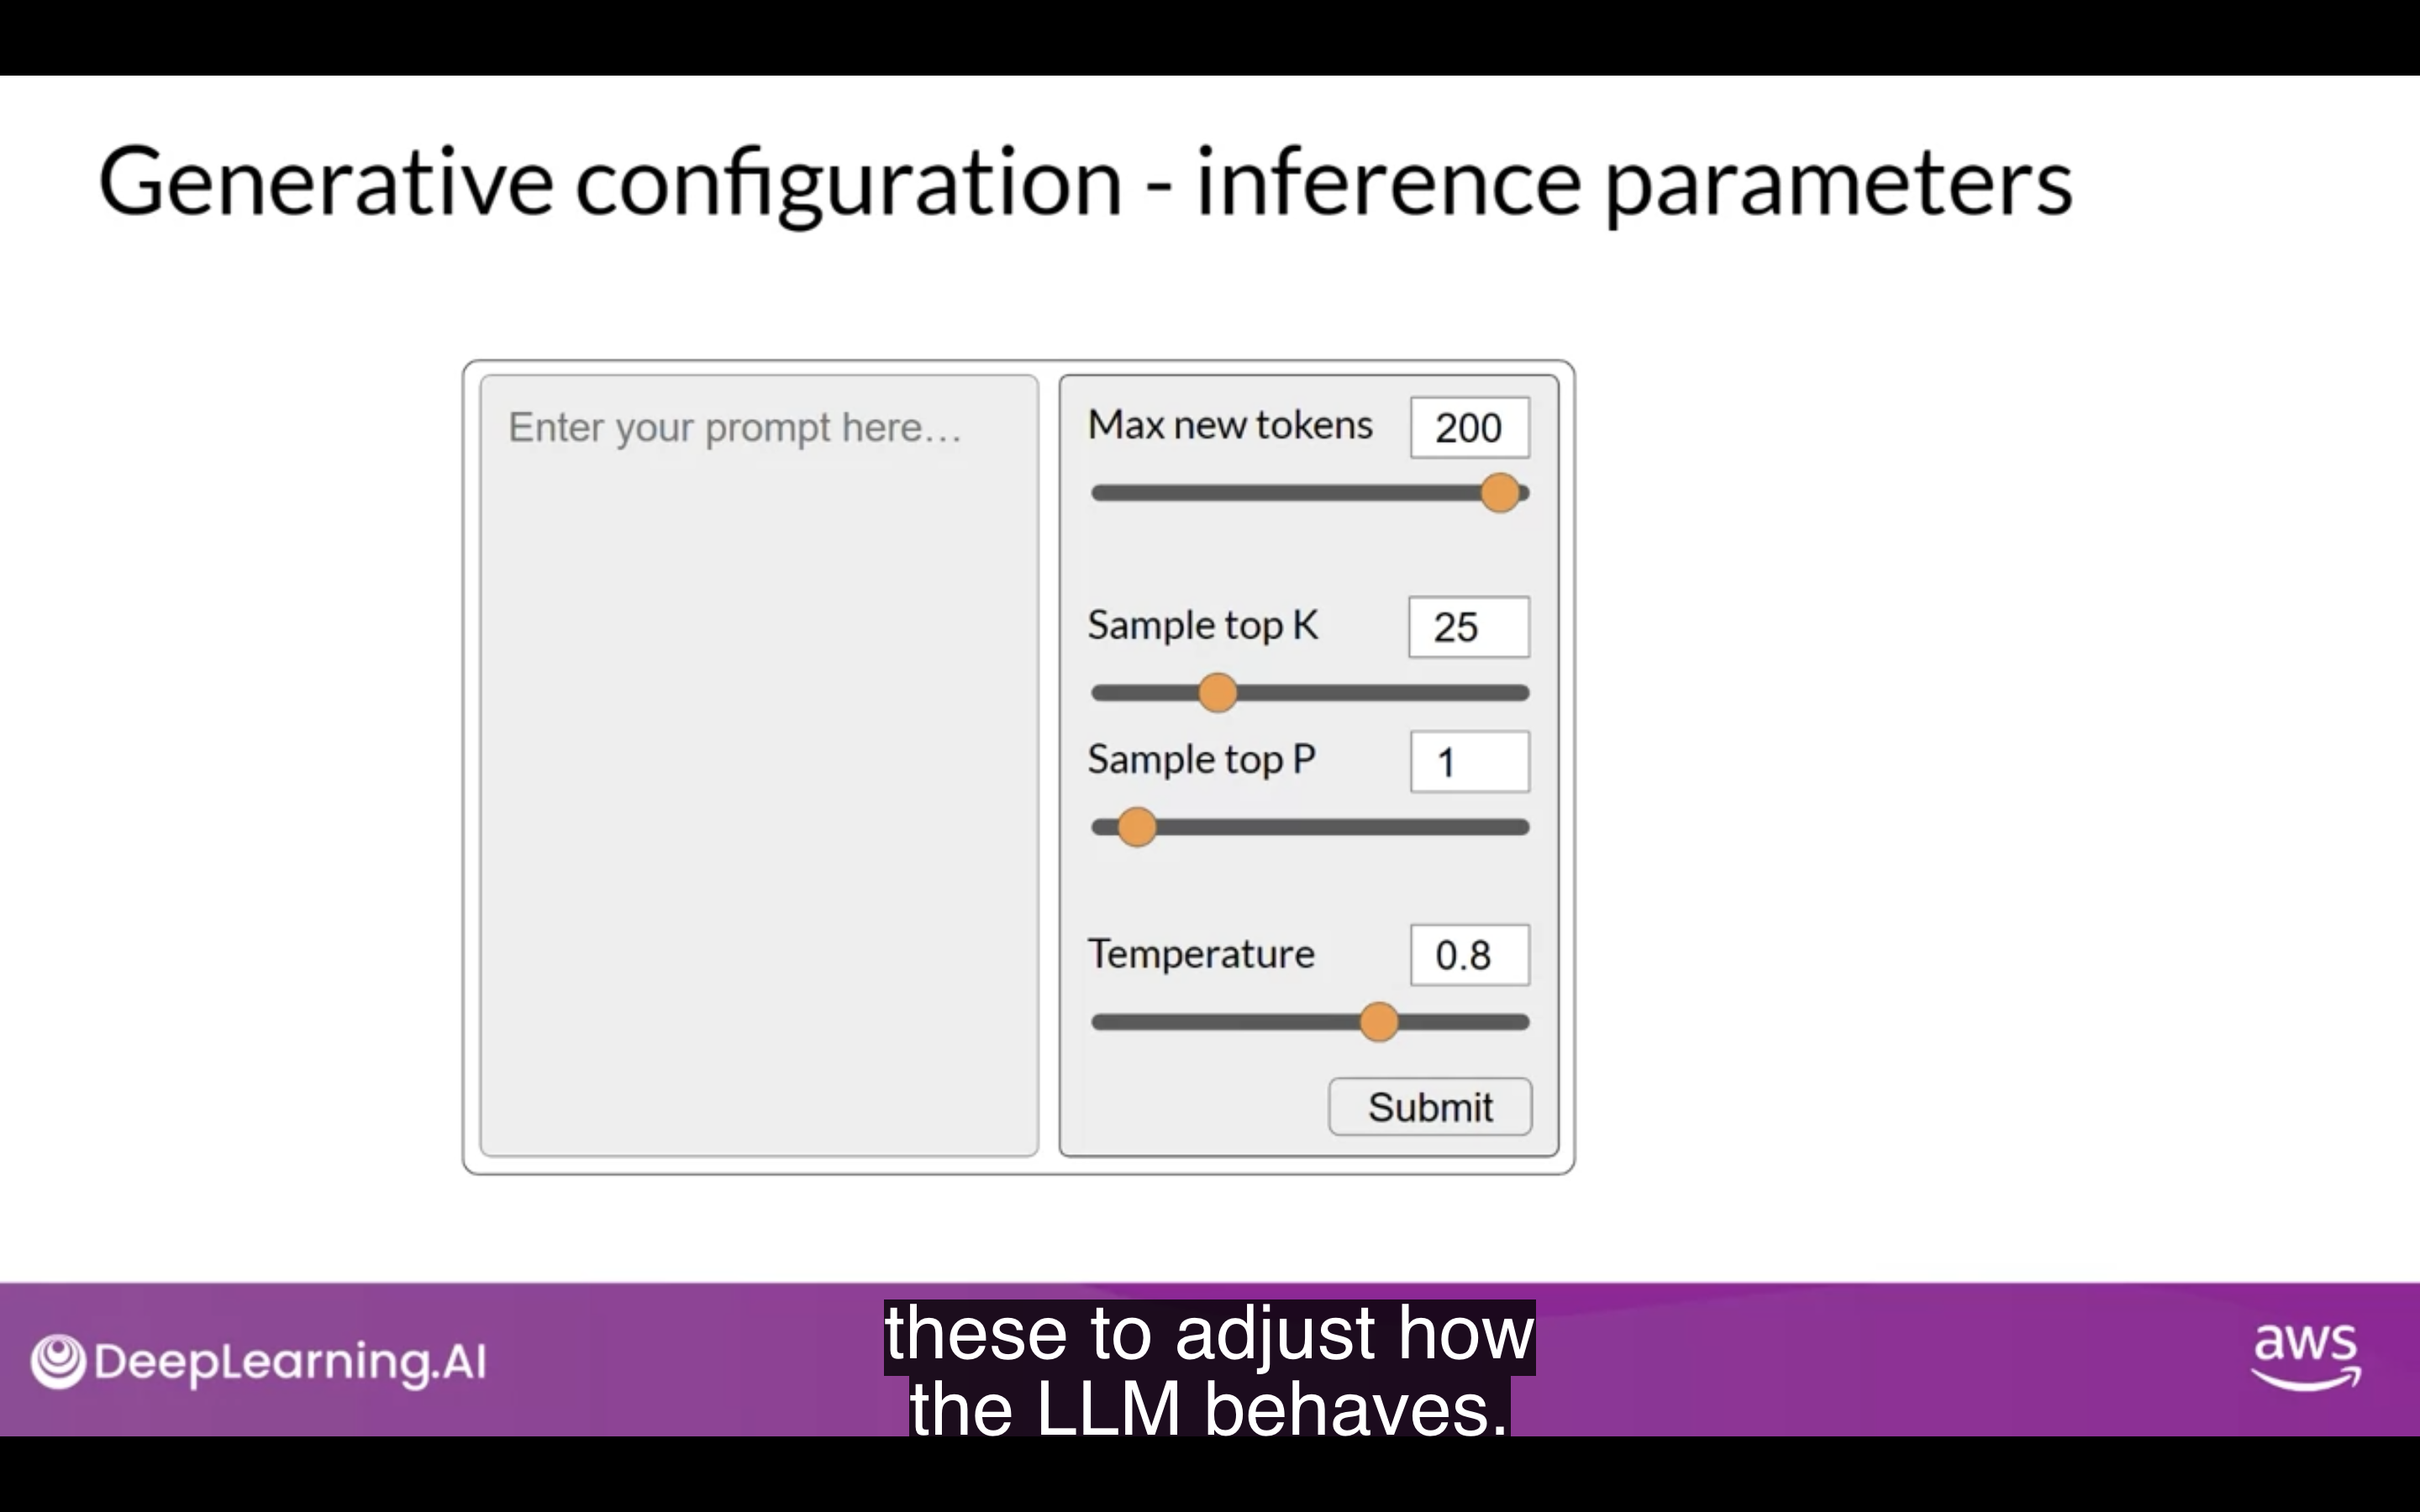 Generative configuration - inference parameters
Enter your prompt here...
Max new tokens 200
Sample top K 25
Sample top P 1
Temperature 0.8
Submit
DeepLearning.AI
these to adjust how
the LLM behaves.
aws